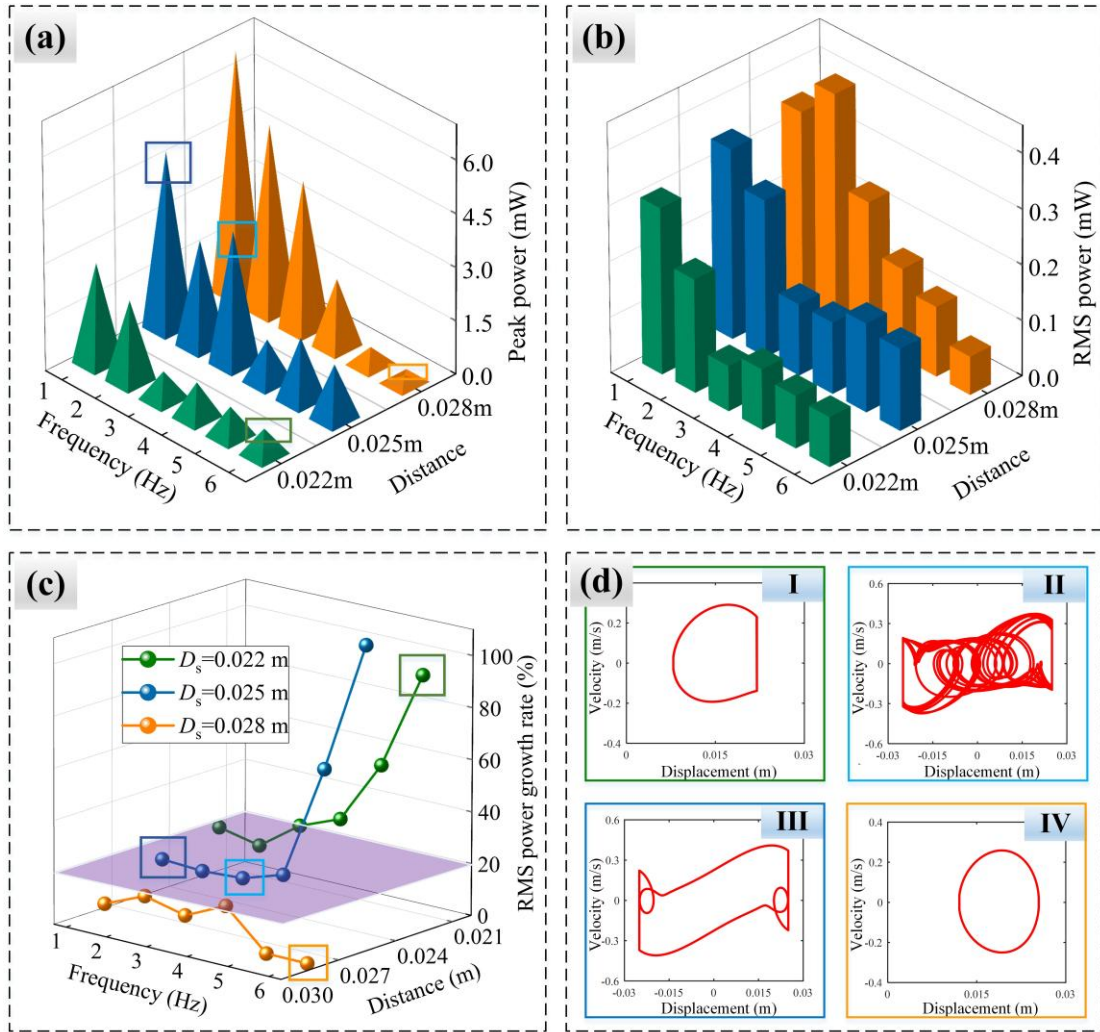 (a)
6.0
4.5
3.0
1.5
0.0
Peak power (mW)
1
2
3
4
5
6
Frequency (Hz)
0.022m
0.025m
0.028m
Distance
(b)
0.4
0.3
0.2
0.1
0.0
RMS power (mW)
1
2
3
4
5
6
Frequency (Hz)
0.022m
0.025m
0.028m
Distance
(c)
Dₛ=0.022 m
Dₛ=0.025 m
Dₛ=0.028 m
100
80
60
40
20
0
RMS power growth rate (%)
1
2
3
4
5
6
Frequency (Hz)
0.030
0.027
0.024
0.021
Distance (m)
(d)
I
0.2
0
-0.2
-0.4
Velocity (m/s)
0.015
0.03
Displacement (m)
II
0.6
0.3
0
-0.3
-0.6
Velocity (m/s)
-0.03
-0.015
0
0.015
0.03
Displacement (m)
III
0.6
0.3
0
-0.3
-0.6
Velocity (m/s)
-0.03
-0.015
0
0.015
0.03
Displacement (m)
IV
0.4
0.2
0
-0.2
-0.4
Velocity (m/s)
0
0.015
0.03
Displacement (m)